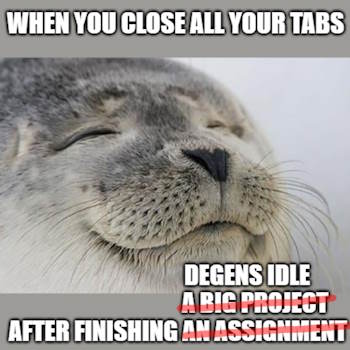 WHEN YOU CLOSE ALL YOUR TABS
DEGENS IDLE
A BIG PROJECT
AFTER FINISHING AN ASSIGNMENT